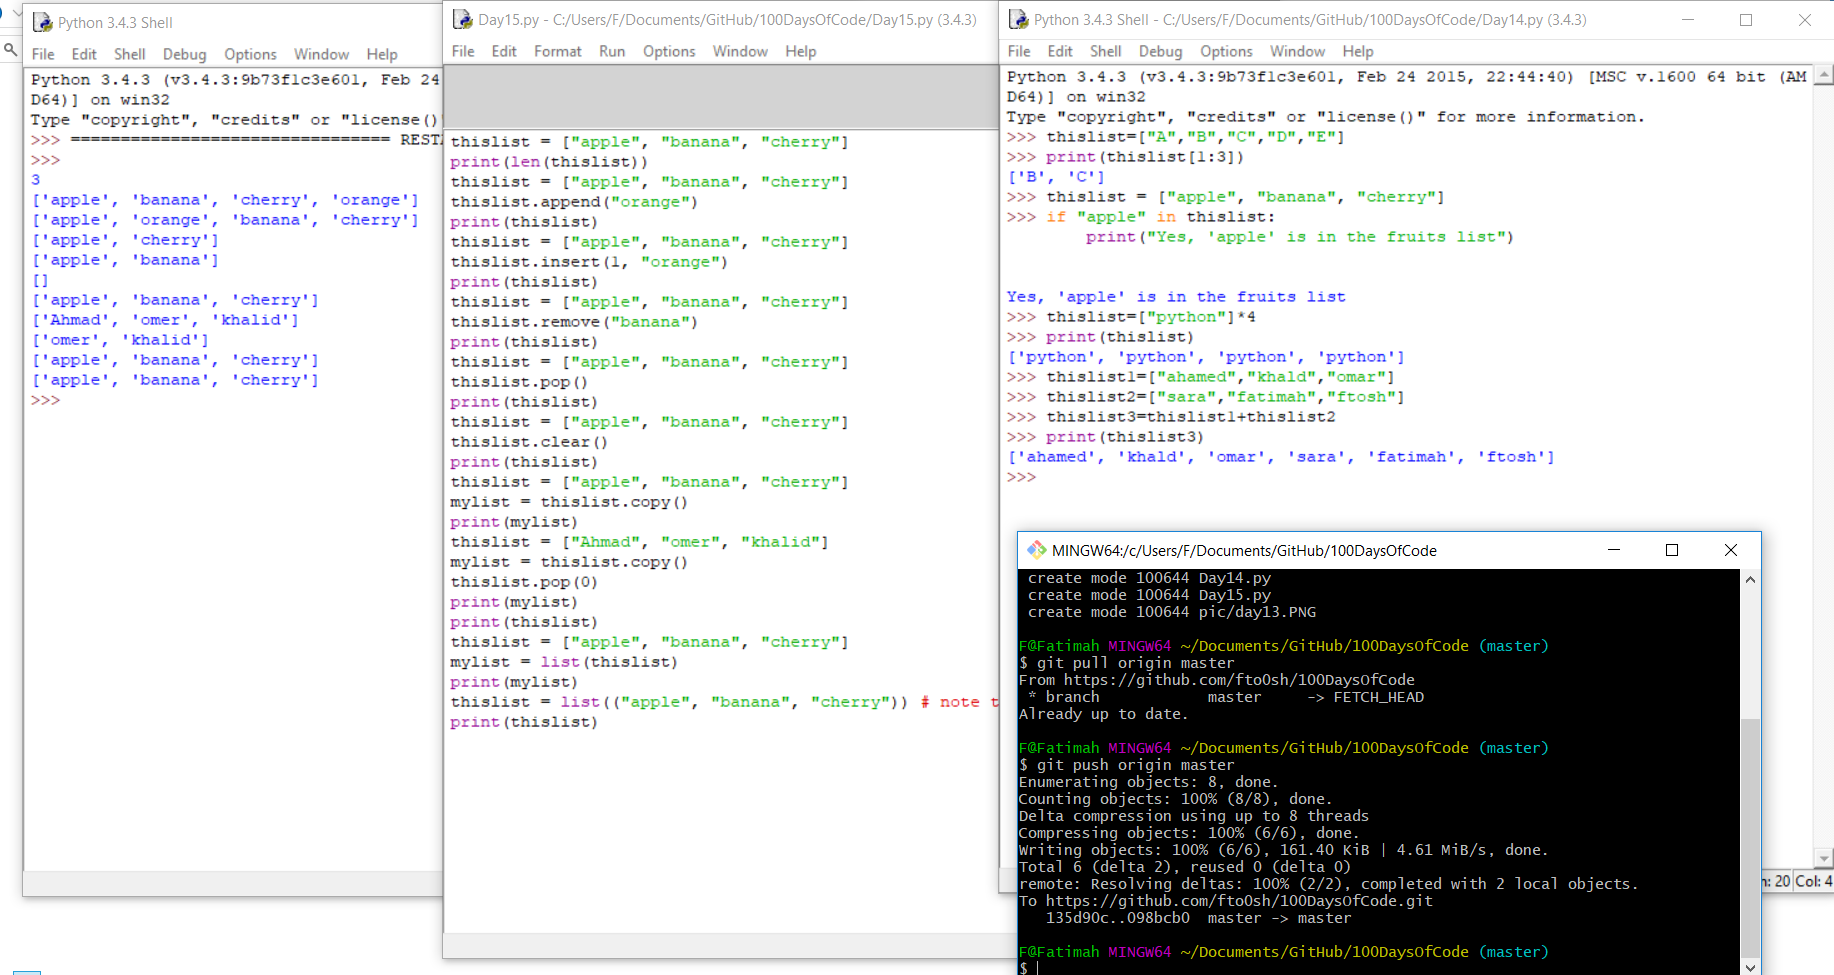 Python 3.4.3 Shell
File Edit Shell Debug Options Window Help
Python 3.4.3 (v3.4.3:9b73f1c3e601, Feb 24
D64)] on win32
Type "copyright", "credits" or "license()
>>> ================================ REST
>>>
3
['apple', 'banana', 'cherry', 'orange']
['apple', 'orange', 'banana', 'cherry']
['apple', 'cherry']
['apple', 'banana']
[]
['apple', 'banana', 'cherry']
['Ahmad', 'omer', 'khalid']
['omer', 'khalid']
['apple', 'banana', 'cherry']
['apple', 'banana', 'cherry']
>>>
Day15.py - C:/Users/F/Documents/GitHub/100DaysOfCode/Day15.py (3.4.3)
File Edit Format Run Options Window Help
thislist = ["apple", "banana", "cherry"]
print(len(thislist))
thislist = ["apple", "banana", "cherry"]
thislist.append("orange")
print(thislist)
thislist = ["apple", "banana", "cherry"]
thislist.insert(1, "orange")
print(thislist)
thislist = ["apple", "banana", "cherry"]
thislist.remove("banana")
print(thislist)
thislist = ["apple", "banana", "cherry"]
thislist.pop()
print(thislist)
thislist = ["apple", "banana", "cherry"]
thislist.clear()
print(thislist)
thislist = ["apple", "banana", "cherry"]
mylist = thislist.copy()
print(mylist)
thislist = ["Ahmad", "omer", "khalid"]
mylist = thislist.copy()
thislist.pop(0)
print(mylist)
print(thislist)
thislist = ["apple", "banana", "cherry"]
mylist = list(thislist)
print(mylist)
thislist = list(("apple", "banana", "cherry")) # note t
print(thislist)
Python 3.4.3 Shell - C:/Users/F/Documents/GitHub/100DaysOfCode/Day14.py (3.4.3)
File Edit Shell Debug Options Window Help
Python 3.4.3 (v3.4.3:9b73f1c3e601, Feb 24 2015, 22:44:40) [MSC v.1600 64 bit (AM
D64)] on win32
Type "copyright", "credits" or "license()" for more information.
>>> thislist=["A","B","C","D","E"]
>>> print(thislist[1:3])
['B', 'C']
>>> thislist = ["apple", "banana", "cherry"]
>>> if "apple" in thislist:
print("Yes, 'apple' is in the fruits list")
Yes, 'apple' is in the fruits list
>>> thislist=["python"]*4
>>> print(thislist)
['python', 'python', 'python', 'python']
>>> thislist1=["ahamed","khald","omar"]
>>> thislist2=["sara","fatimah","ftosh"]
>>> thislist3=thislist1+thislist2
>>> print(thislist3)
['ahamed', 'khald', 'omar', 'sara', 'fatimah', 'ftosh']
>>>
: 20 Col: 4
MINGW64:/c/Users/F/Documents/GitHub/100DaysOfCode
create mode 100644 Day14.py
create mode 100644 Day15.py
create mode 100644 pic/day13.PNG
F@Fatimah MINGW64 ~/Documents/GitHub/100DaysOfCode (master)
$ git pull origin master
From https://github.com/fto0sh/100DaysOfCode
* branch master -> FETCH_HEAD
Already up to date.
F@Fatimah MINGW64 ~/Documents/GitHub/100DaysOfCode (master)
$ git push origin master
Enumerating objects: 8, done.
Counting objects: 100% (8/8), done.
Delta compression using up to 8 threads
Compressing objects: 100% (6/6), done.
Writing objects: 100% (6/6), 161.40 KiB | 4.61 MiB/s, done.
Total 6 (delta 2), reused 0 (delta 0)
remote: Resolving deltas: 100% (2/2), completed with 2 local objects.
To https://github.com/fto0sh/100DaysOfCode.git
135d90c..098bcb0 master -> master
F@Fatimah MINGW64 ~/Documents/GitHub/100DaysOfCode (master)
$